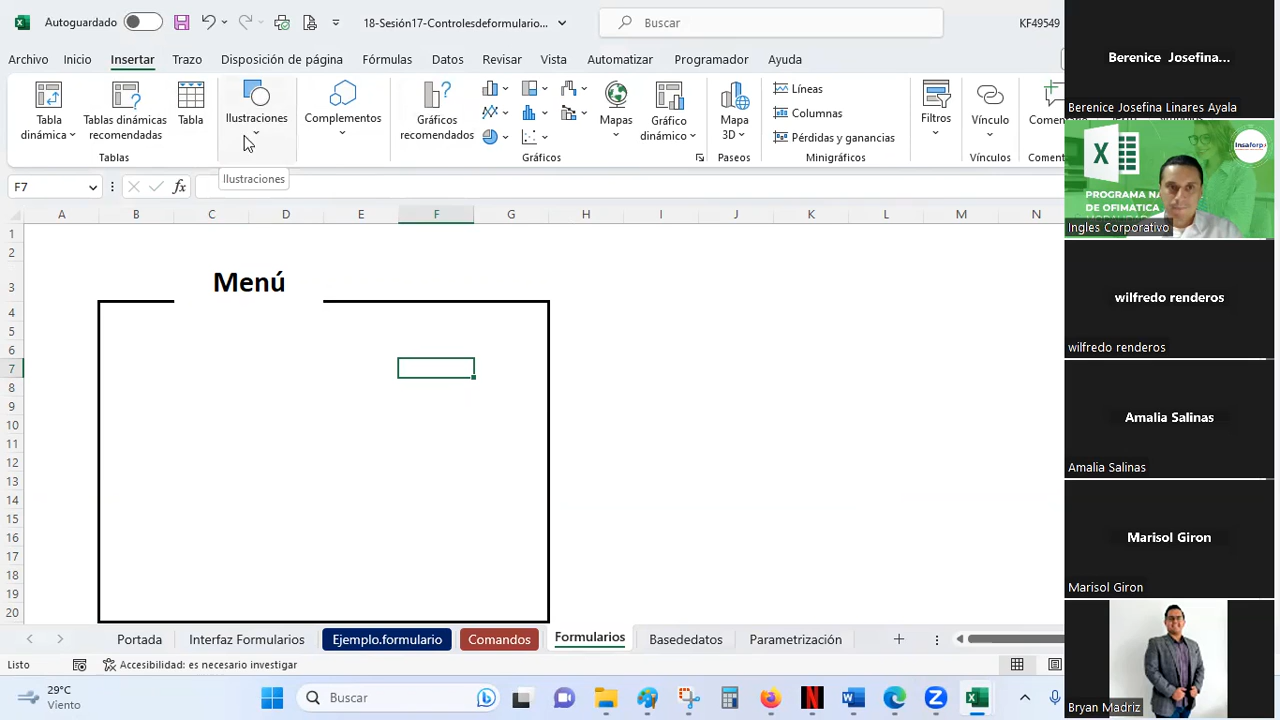 Autoguardado
18-Sesión17-Controlesdeformulario...
Buscar
KF49549
Archivo Inicio Insertar Trazo Disposición de página Fórmulas Datos Revisar Vista Automatizar Programador Ayuda
Tabla dinámica
Tablas dinámicas recomendadas
Tabla
Tablas
Ilustraciones
Complementos
Gráficos recomendados
Mapas
Gráfico dinámico
Gráficos
Mapa 3D
Paseos
Líneas
Columnas
Pérdidas y ganancias
Minigráficos
Filtros
Vínculo
Vínculos
Comen
Coment
F7
fx
Ilustraciones
A B C D E F G H I J K L M N
1
2
3
4
5
6
7
8
9
10
11
12
13
14
15
16
17
18
19
20
Menú
Portada Interfaz Formularios Ejemplo.formulario Comandos Formularios Basededatos Parametrización
Listo
Accesibilidad: es necesario investigar
29°C
Viento
Buscar
Berenice Josefina...
Berenice Josefina Linares Ayala
Insaforp
PROGRAMA NA
DE OFIMATICA
Ingles Corporativo
wilfredo renderos
wilfredo renderos
Amalia Salinas
Amalia Salinas
Marisol Giron
Marisol Giron
Bryan Madriz